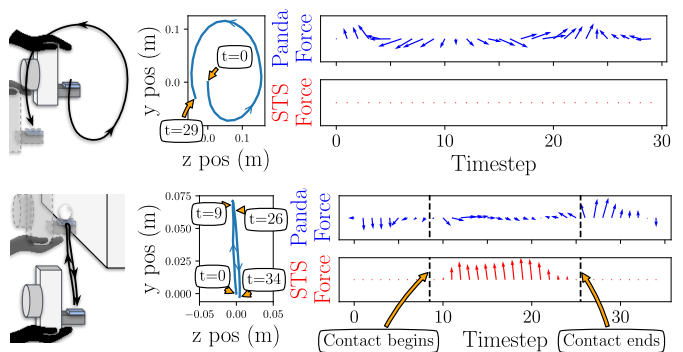 0.1
0.0
y pos (m)
0.0
0.1
z pos (m)
t=0
t=29
Panda
Force
STS
Force
0
10
20
30
Timestep
0.075
0.050
0.025
0.000
y pos (m)
−0.05
0.00
0.05
z pos (m)
t=9
t=26
t=0
t=34
Panda
Force
STS
Force
0
10
20
30
Timestep
Contact begins
Contact ends